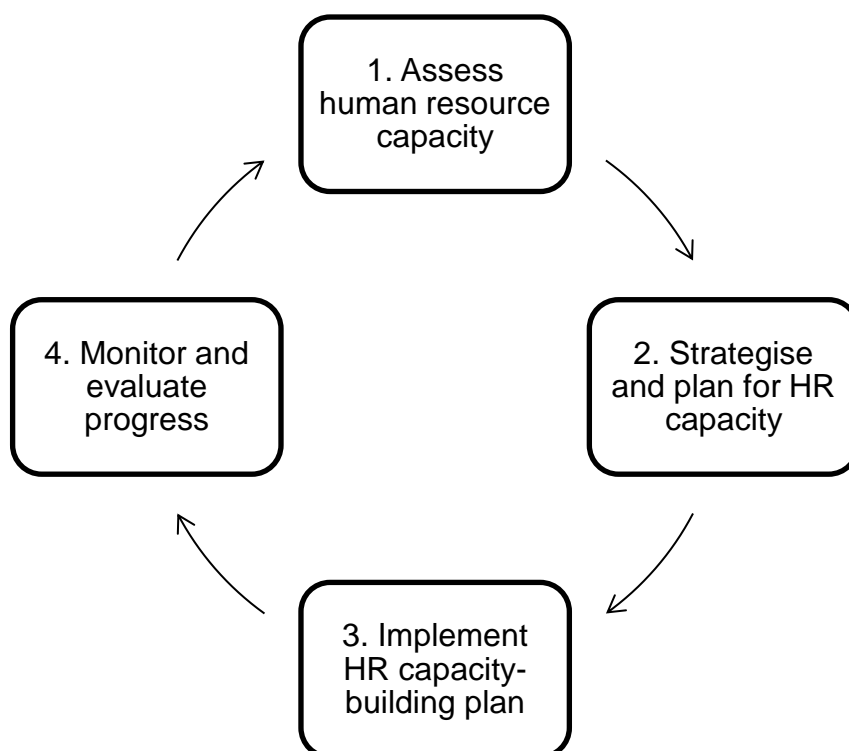 1. Assess
human resource
capacity
2. Strategise
and plan for HR
capacity
3. Implement
HR capacity-
building plan
4. Monitor and
evaluate
progress